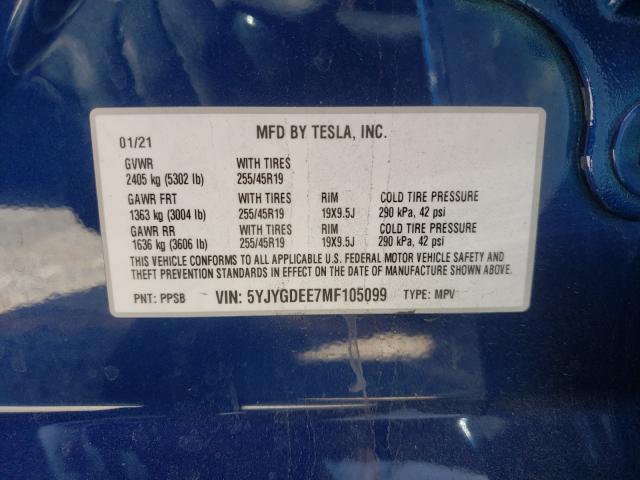 MFD BY TESLA, INC.
01/21
GVWR WITH TIRES
2405 kg (5302 lb) 255/45R19
GAWR FRT WITH TIRES RIM COLD TIRE PRESSURE
1363 kg (3004 lb) 255/45R19 19X9.5J 290 kPa, 42 psi
GAWR RR WITH TIRES RIM COLD TIRE PRESSURE
1636 kg (3606 lb) 255/45R19 19X9.5J 290 kPa, 42 psi
THIS VEHICLE CONFORMS TO ALL APPLICABLE U.S. FEDERAL MOTOR VEHICLE SAFETY AND
THEFT PREVENTION STANDARDS IN EFFECT ON THE DATE OF MANUFACTURE SHOWN ABOVE.
PNT: PPSB VIN: 5YJYGDEE7MF105099 TYPE: MPV